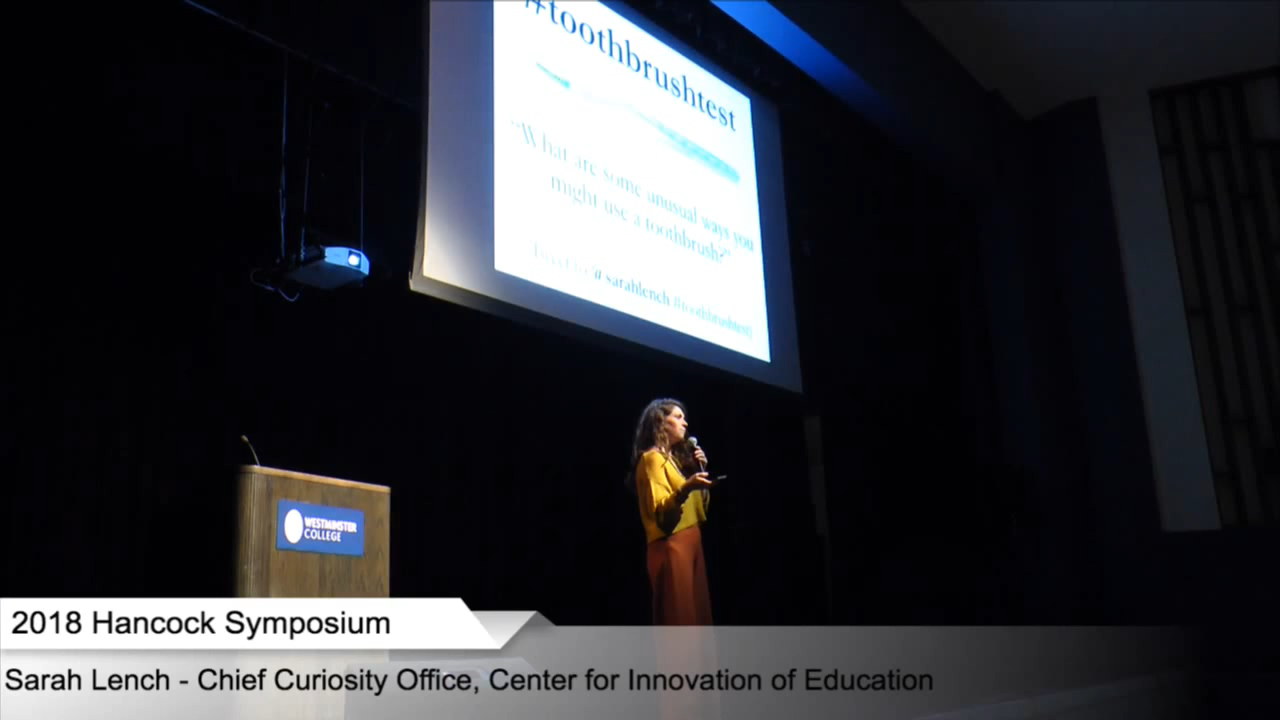 #toothbrushtest
"What are some unusual ways you
might use a toothbrush?"
@sarahlench #toothbrushtest
WESTMINSTER
COLLEGE
2018 Hancock Symposium
Sarah Lench - Chief Curiosity Office, Center for Innovation of Education